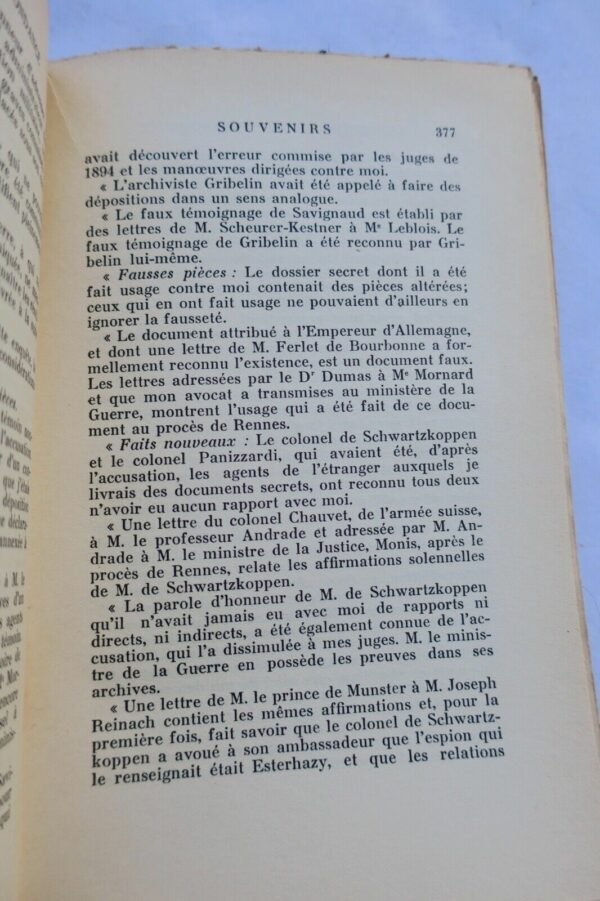 SOUVENIRS 377
avait découvert l'erreur commise par les juges de
1894 et les manœuvres dirigées contre moi.
« L'archiviste Gribelin avait été appelé à faire des
dépositions dans un sens analogue.
« Le faux témoignage de Savignaud est établi par
des lettres de M. Scheurer-Kestner à Me Leblois. Le
faux témoignage de Gribelin a été reconnu par Gri-
belin lui-même.
« Fausses pièces : Le dossier secret dont il a été
fait usage contre moi contenait des pièces altérées;
ceux qui en ont fait usage ne pouvaient d'ailleurs en
ignorer la fausseté.
« Le document attribué à l'Empereur d'Allemagne,
et dont une lettre de M. Ferlet de Bourbonne a for-
mellement reconnu l'existence, est un document faux.
Les lettres adressées par le Dr Dumas à Me Mornard
et que mon avocat a transmises au ministère de la
Guerre, montrent l'usage qui a été fait de ce docu-
ment au procès de Rennes.
« Faits nouveaux : Le colonel de Schwartzkoppen
et le colonel Panizzardi, qui avaient été, d'après
l'accusation, les agents de l'étranger auxquels je
livrais des documents secrets, ont reconnu tous deux
n'avoir eu aucun rapport avec moi.
« Une lettre du colonel Chauvet, de l'armée suisse,
à M. le professeur Andrade et adressée par M. An-
drade à M. le ministre de la Justice, Monis, après le
procès de Rennes, relate les affirmations solennelles
de M. de Schwartzkoppen.
« La parole d'honneur de M. de Schwartzkoppen
qu'il n'avait jamais eu avec moi de rapports ni
directs, ni indirects, a été également connue de l'ac-
cusation, qui l'a dissimulée à mes juges. M. le minis-
tre de la Guerre en possède les preuves dans ses
archives.
« Une lettre de M. le prince de Munster à M. Joseph
Reinach contient les mêmes affirmations et, pour la
première fois, fait savoir que le colonel de Schwartz-
koppen a avoué à son ambassadeur que l'espion qui
le renseignait était Esterhazy, et que les relations